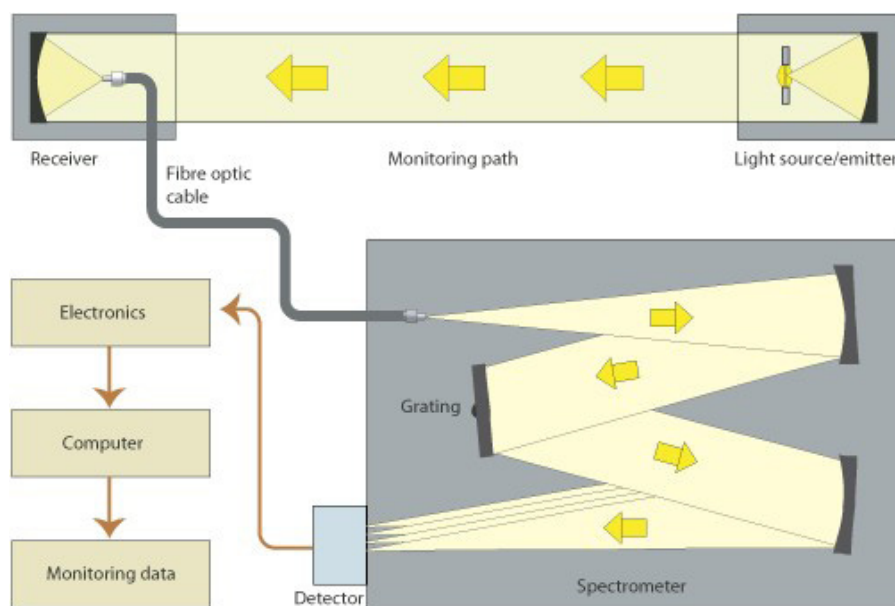 Receiver
Monitoring path
Light source/emitter
Fibre optic
cable
Electronics
Grating
Computer
Monitoring data
Detector
Spectrometer